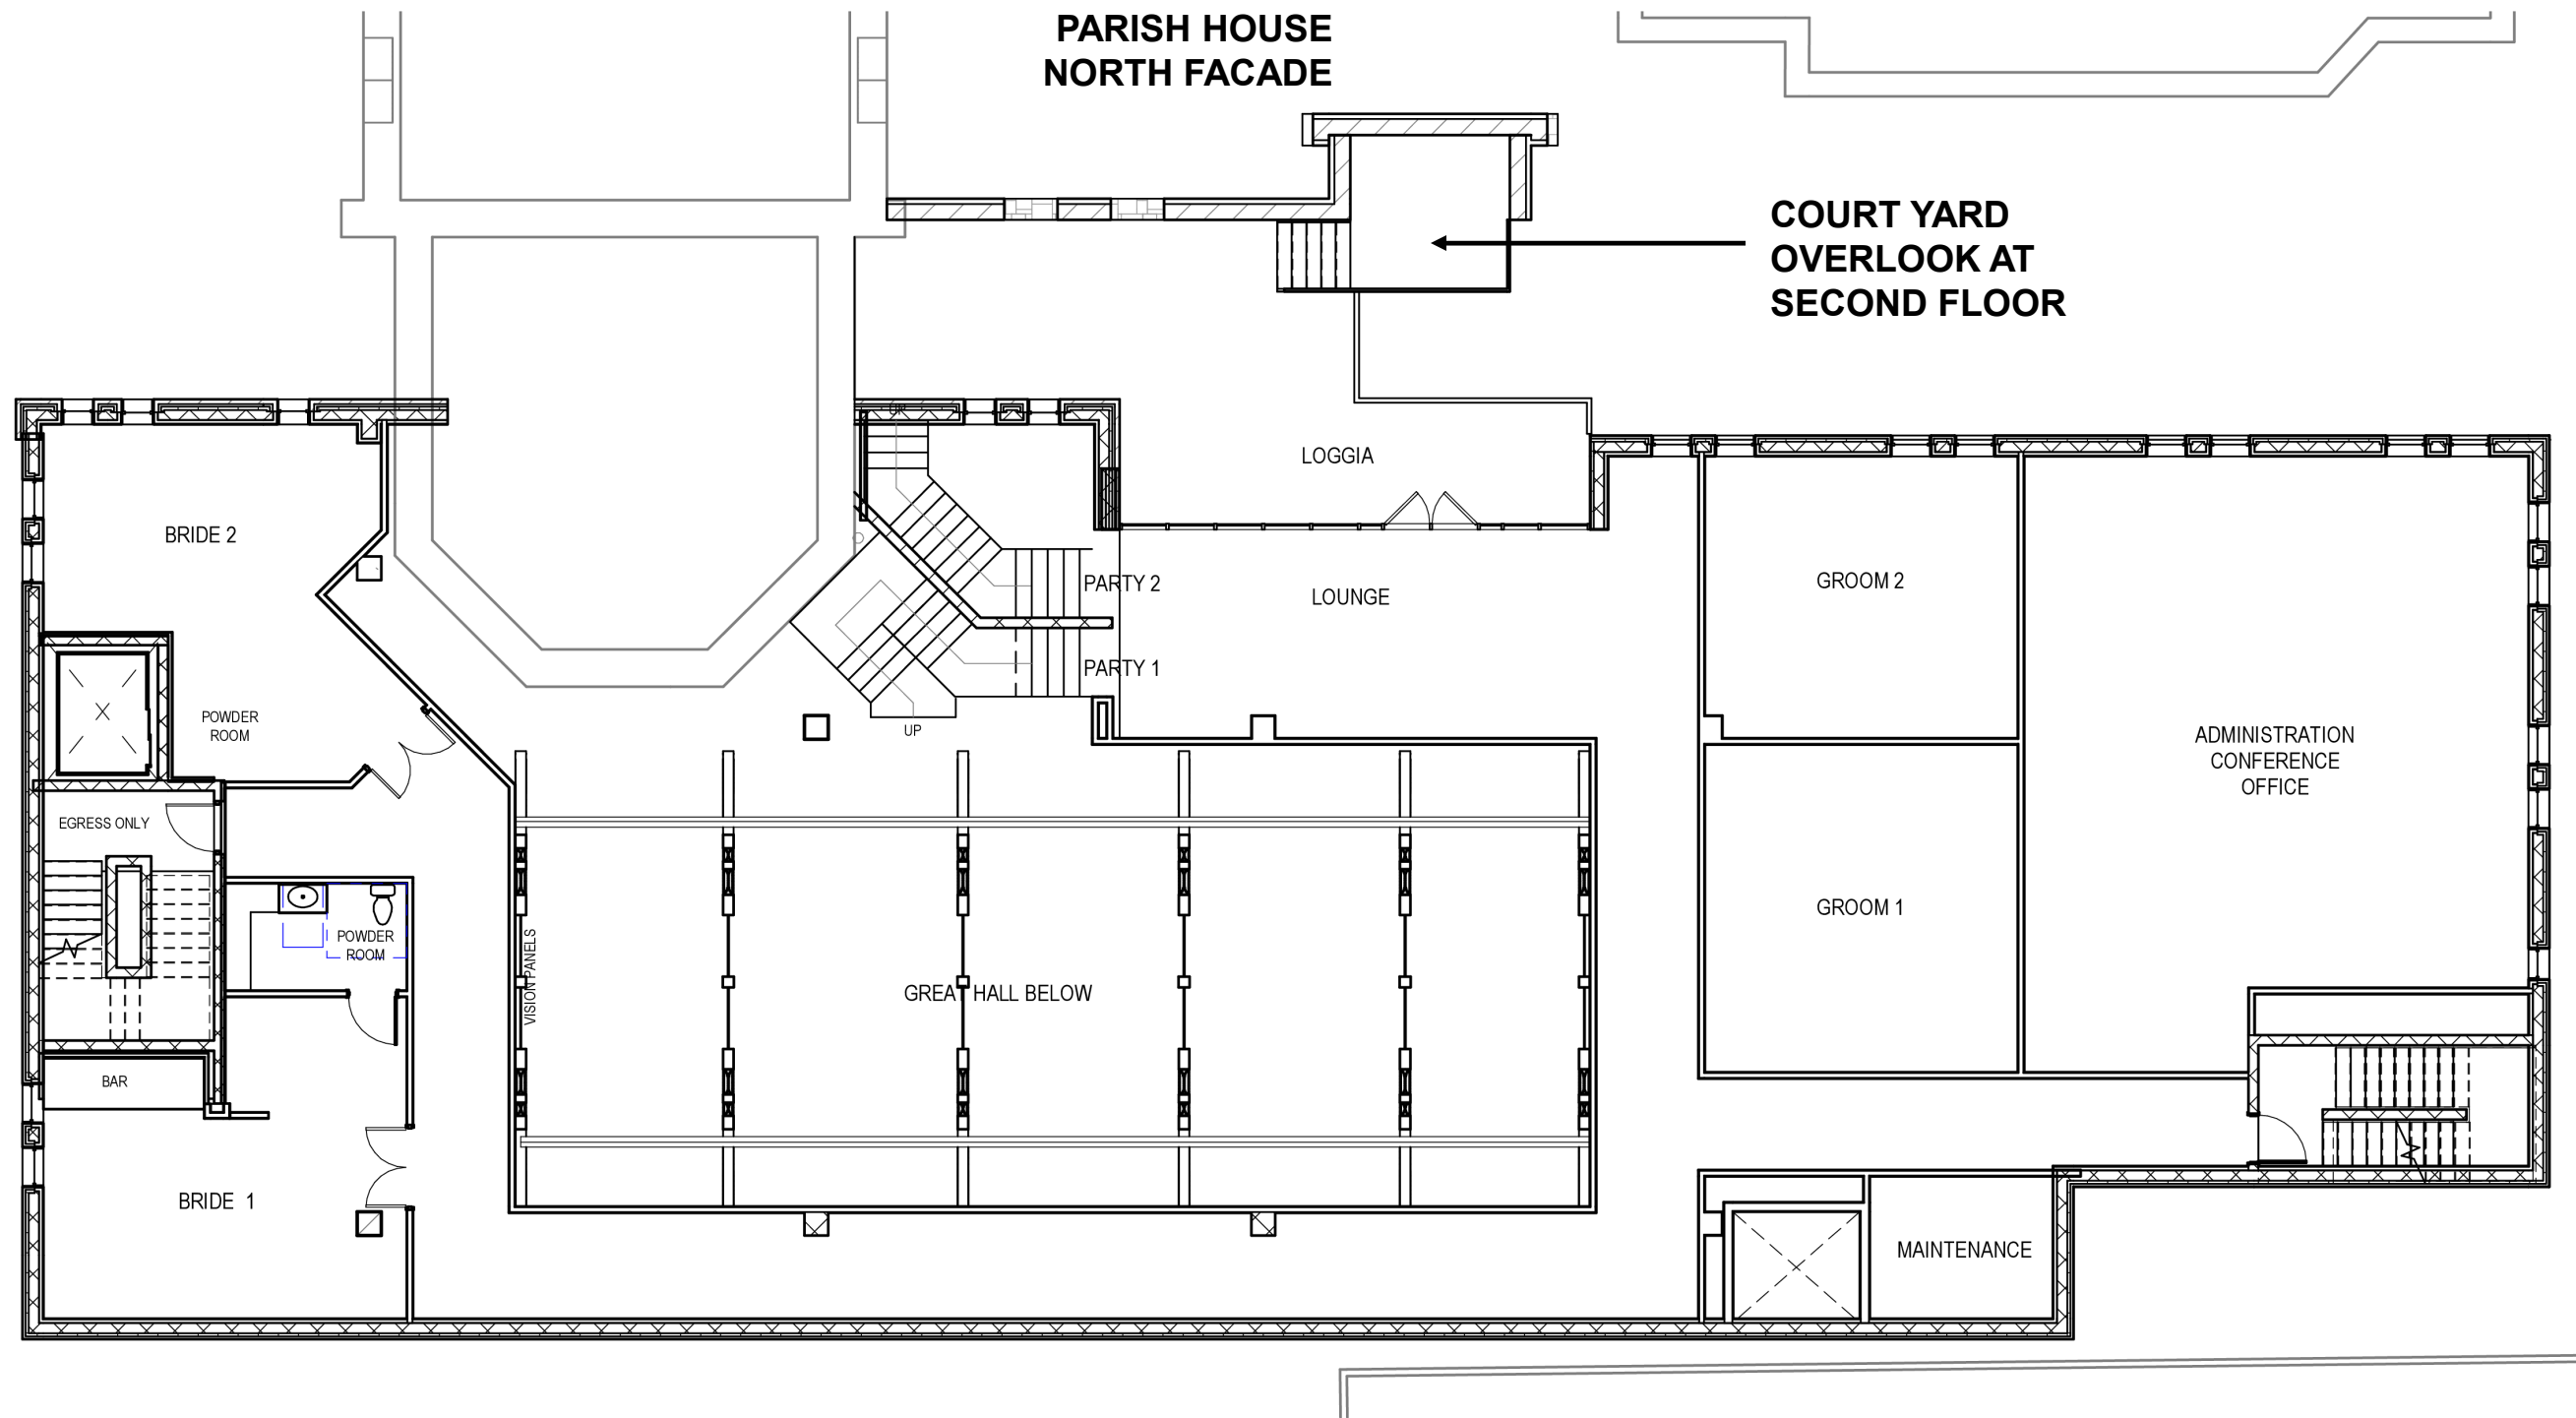 PARISH HOUSE
NORTH FACADE
COURT YARD
OVERLOOK AT
SECOND FLOOR
UP
LOGGIA
BRIDE 2
PARTY 2
LOUNGE
GROOM 2
PARTY 1
POWDER
ROOM
UP
ADMINISTRATION
CONFERENCE
OFFICE
EGRESS ONLY
GROOM 1
POWDER
ROOM
VISION PANELS
GREAT HALL BELOW
BAR
BRIDE 1
MAINTENANCE